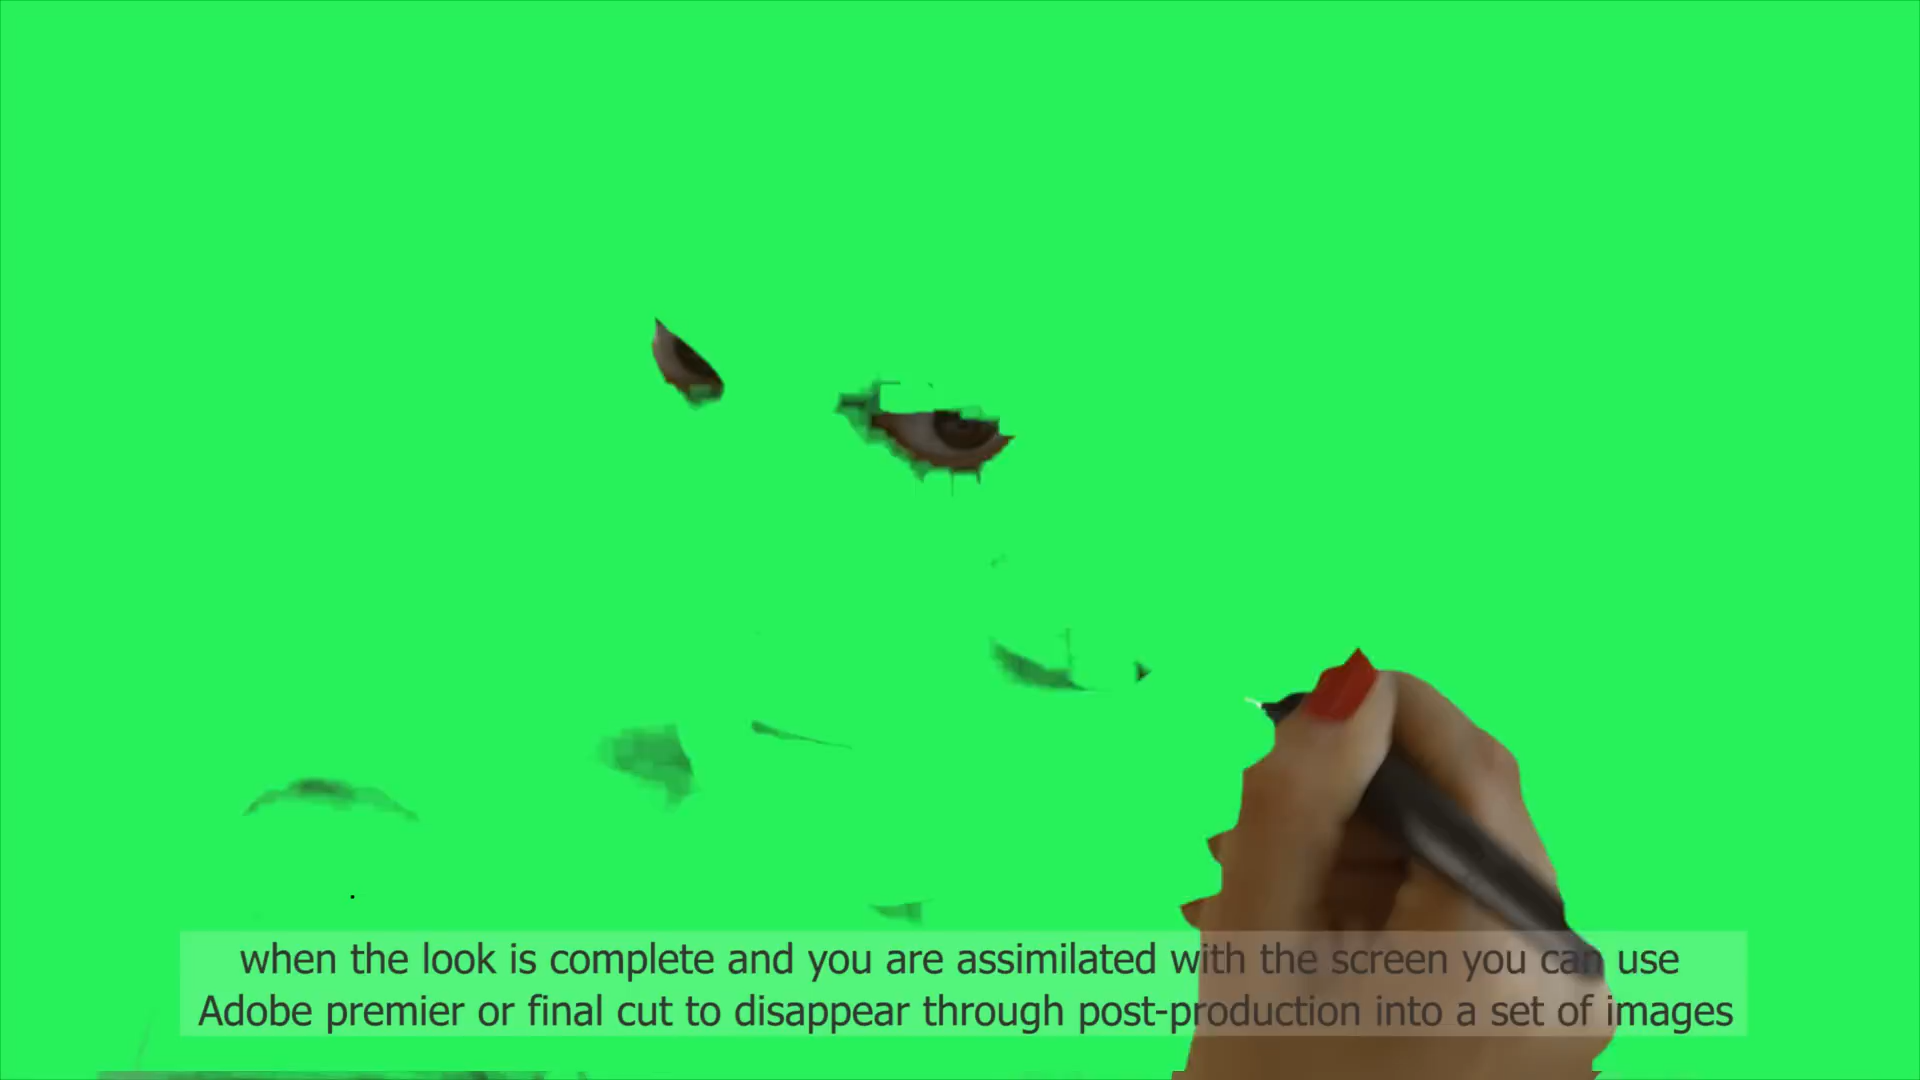 when the look is complete and you are assimilated with the screen you can use
Adobe premier or final cut to disappear through post-production into a set of images